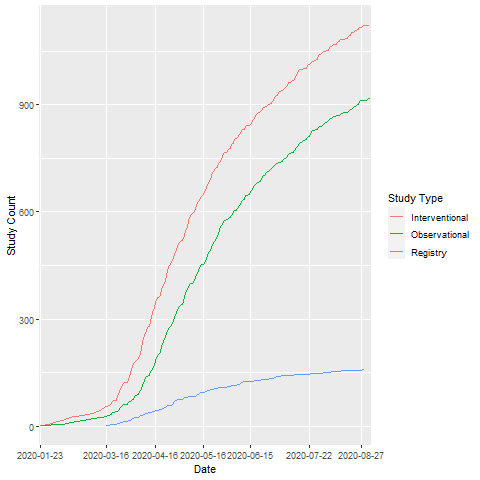 900
600
300
0
Study Count
2020-01-23 2020-03-16 2020-04-16 2020-05-16 2020-06-15 2020-07-22 2020-08-27
Date
Study Type
Interventional
Observational
Registry